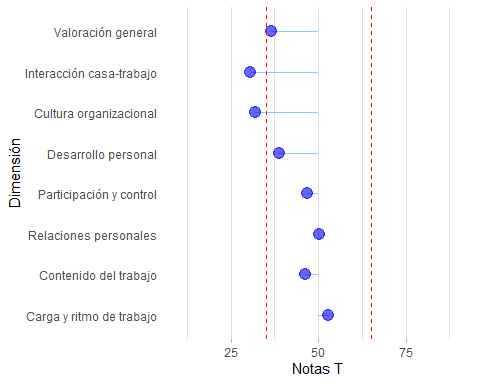 Valoración general
Interacción casa-trabajo
Cultura organizacional
Desarrollo personal
Participación y control
Relaciones personales
Contenido del trabajo
Carga y ritmo de trabajo
Dimensión
25 50 75
Notas T